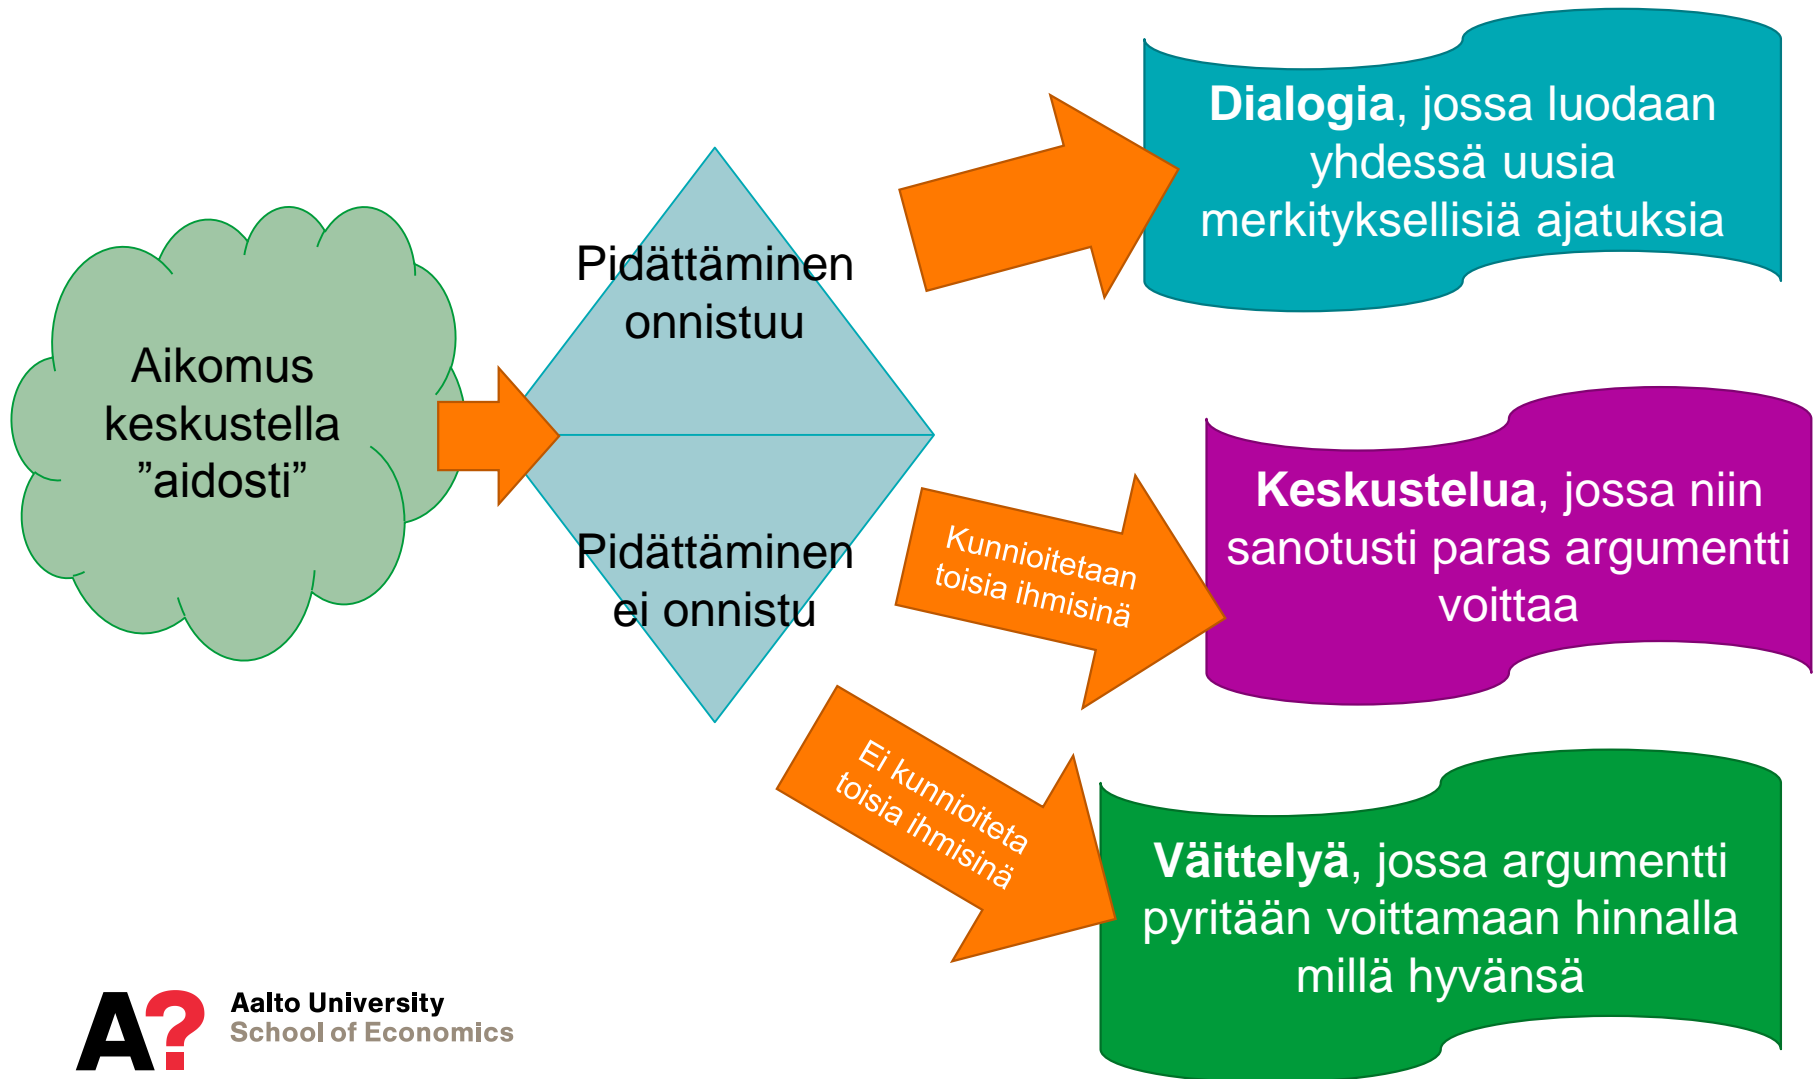 Aikomus
keskustella
”aidosti”
Pidättäminen
onnistuu
Pidättäminen
ei onnistu
Dialogia, jossa luodaan
yhdessä uusia
merkityksellisiä ajatuksia
Kunnioitetaan
toisia ihmisinä
Keskustelua, jossa niin
sanotusti paras argumentti
voittaa
Ei kunnioiteta
toisia ihmisinä
Väittelyä, jossa argumentti
pyritään voittamaan hinnalla
millä hyvänsä
A?
Aalto University
School of Economics